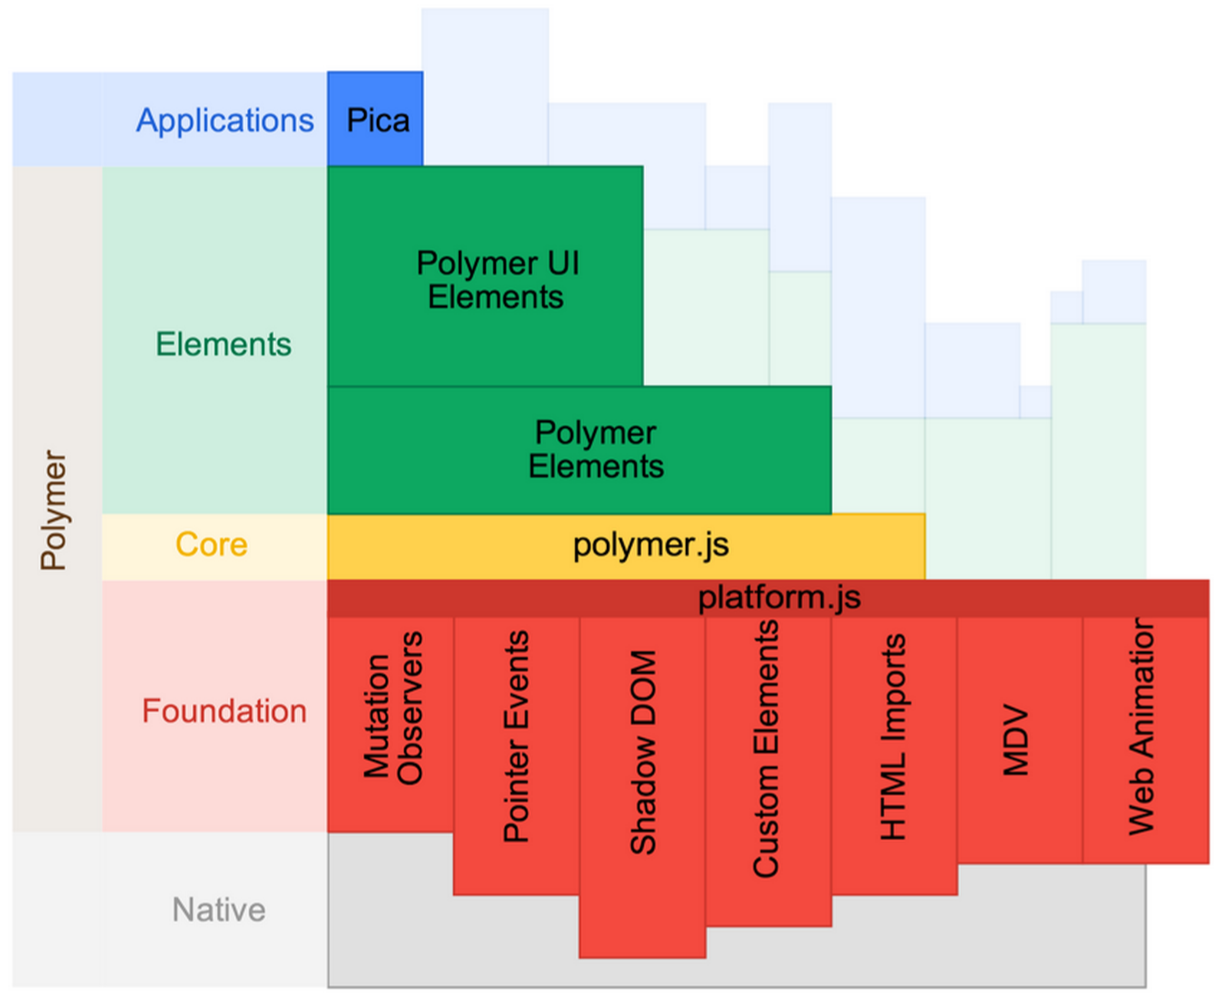 Applications
Pica
Polymer
Elements
Polymer UI
Elements
Polymer
Elements
Core
polymer.js
Foundation
platform.js
Mutation
Observers
Pointer Events
Shadow DOM
Custom Elements
HTML Imports
MDV
Web Animation
Native